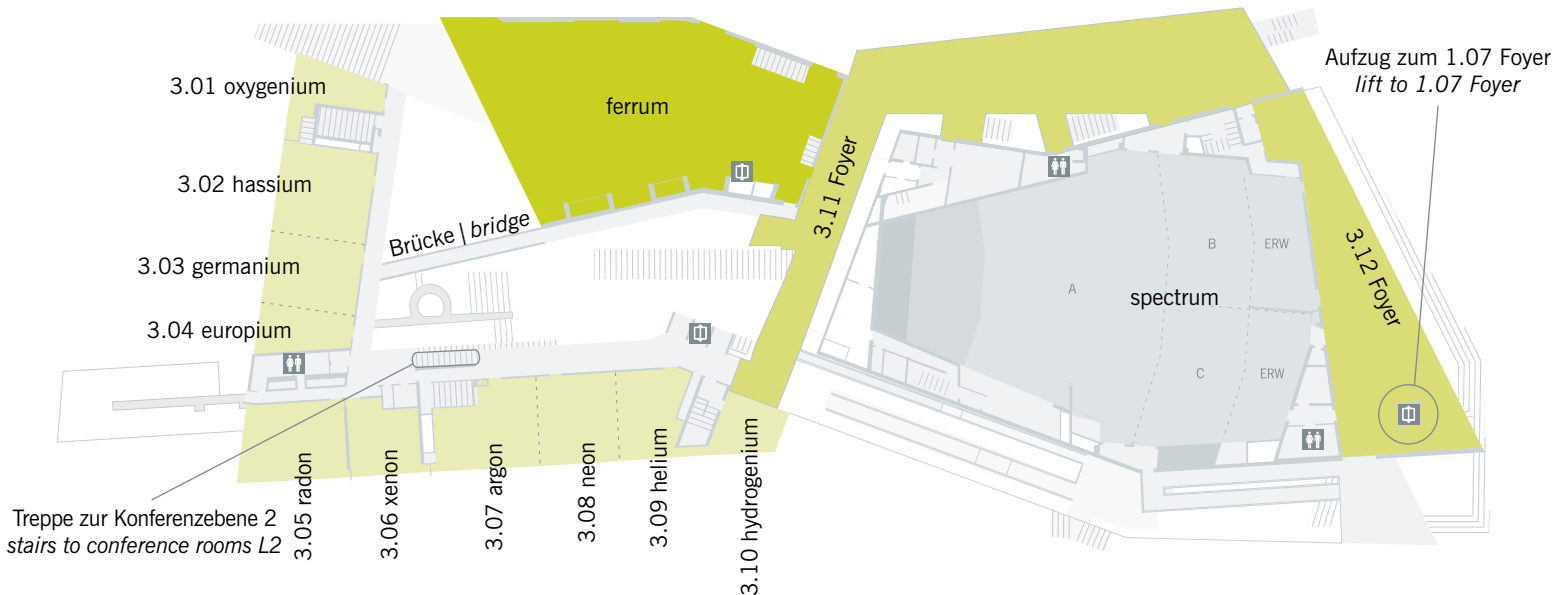 3.01 oxygenium
ferrum
Aufzug zum 1.07 Foyer
lift to 1.07 Foyer
3.02 hassium
3.11 Foyer
Brücke | bridge
3.03 germanium
B
ERW
3.12 Foyer
A
spectrum
3.04 europium
C
ERW
3.05 radon
3.06 xenon
3.07 argon
3.08 neon
3.09 helium
3.10 hydrogenium
Treppe zur Konferenzebene 2
stairs to conference rooms L2